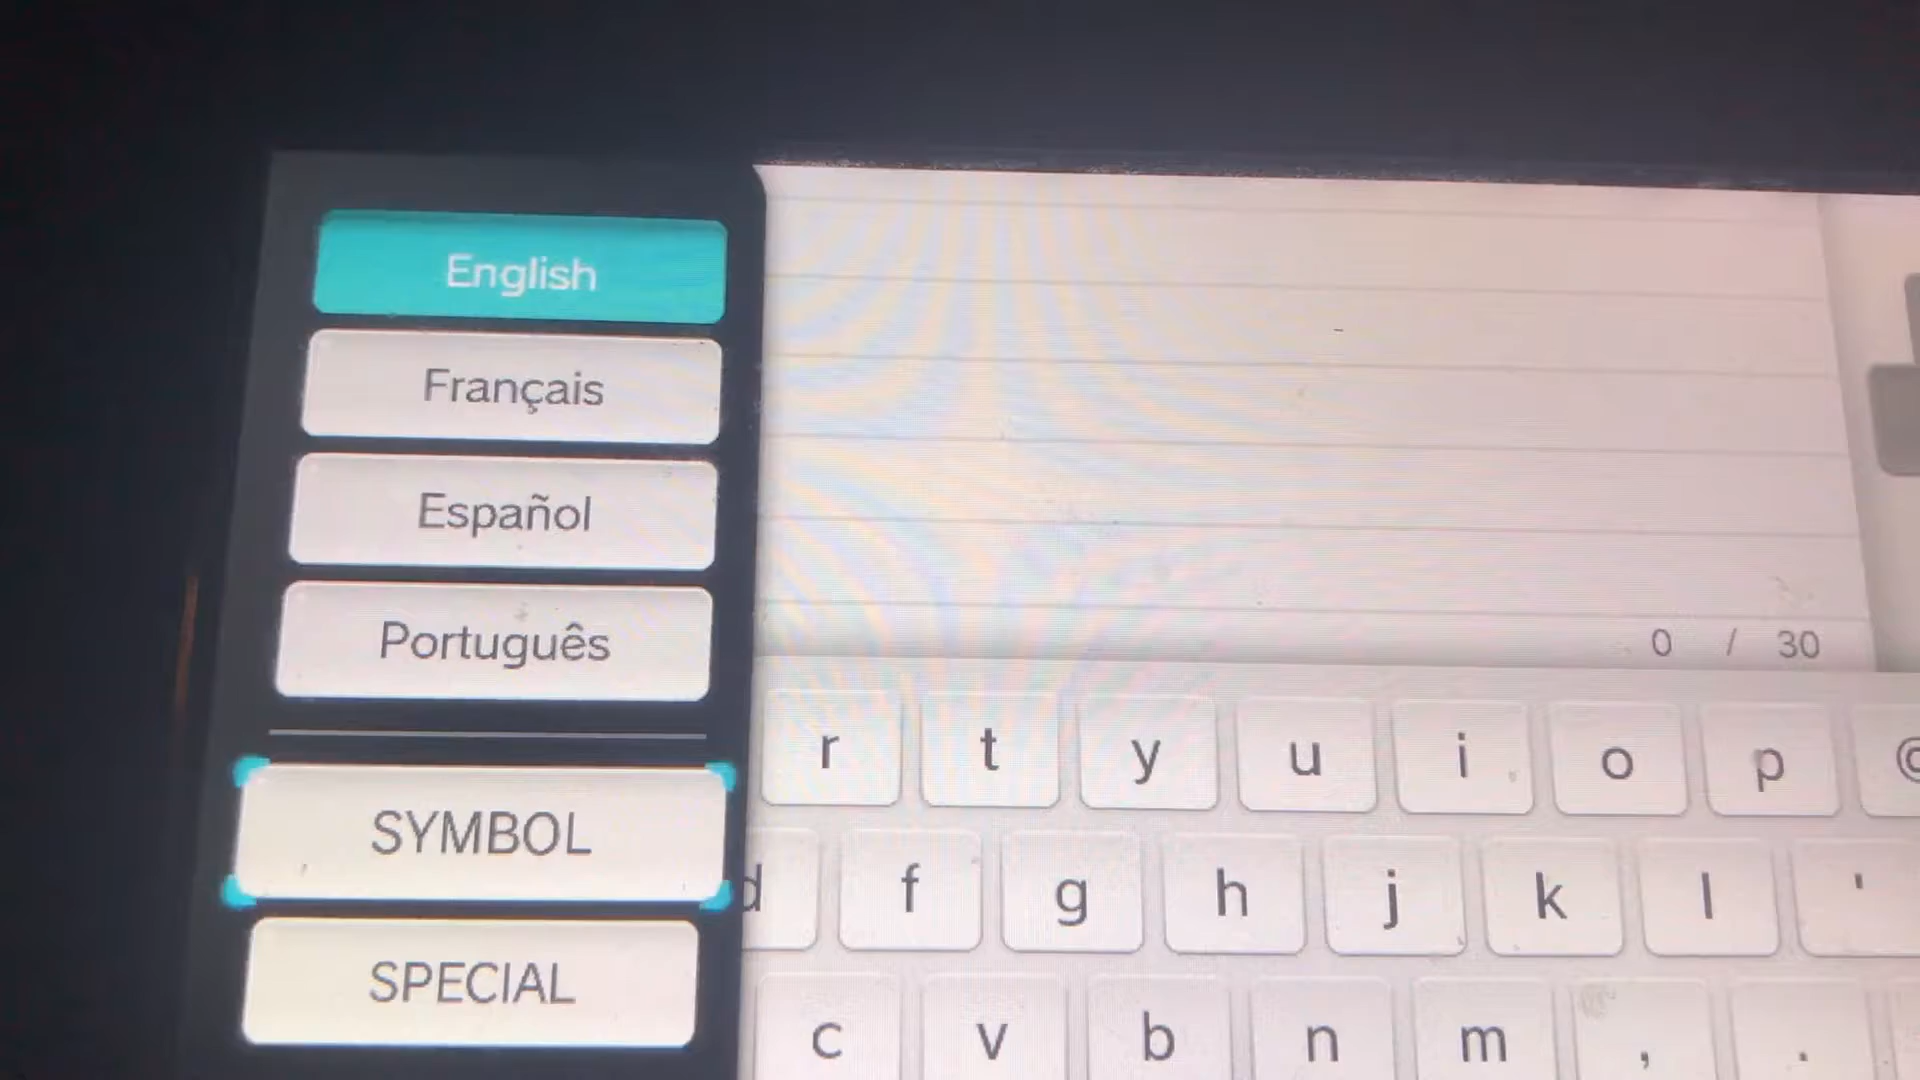 English
Français
Español
Português
SYMBOL
SPECIAL
0 / 30
r t y u i o p @
d f g h j k l '
c v b n m , .